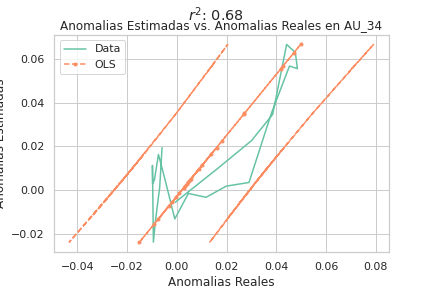 r²: 0.68
Anomalias Estimadas vs. Anomalias Reales en AU_34
Data
OLS
0.06
0.04
0.02
0.00
−0.02
−0.04 −0.02 0.00 0.02 0.04 0.06 0.08
Anomalias Reales